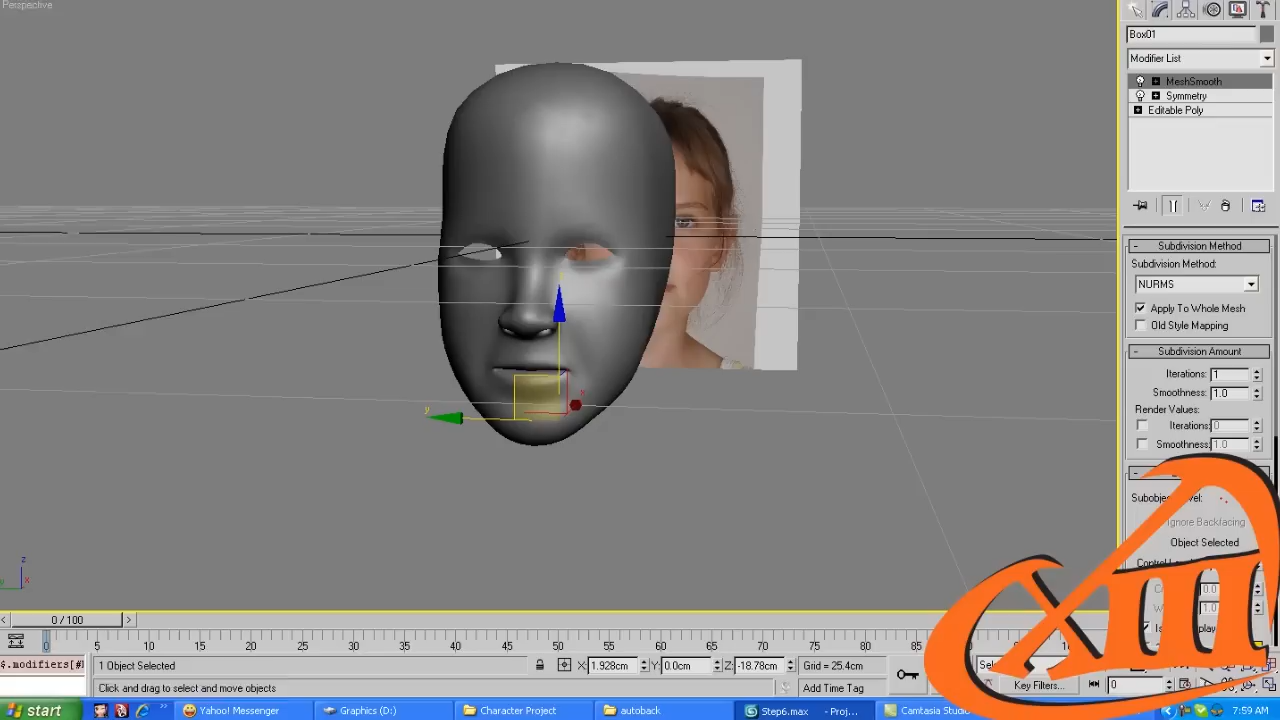 Perspective
Box01
Modifier List
MeshSmooth
Symmetry
Editable Poly
Subdivision Method
Subdivision Method:
NURMS
Apply To Whole Mesh
Old Style Mapping
Subdivision Amount
Iterations: 1
Smoothness: 1.0
Render Values:
Iterations: 0
Smoothness: 1.0
Level:
Ignore Backfacing
Object Selected
z
y
x
y
z
x
XIII
0 / 100
0 5 10 15 20 25 30 35 40 45 50 55 60 65 70 75 80 85
$.modifiers[#
1 Object Selected
X: 1.928cm Y: 0.0cm Z: -18.78cm Grid = 25.4cm
Click and drag to select and move objects
Add Time Tag
Key Filters...
0
start
Yahoo! Messenger
Graphics (D:)
Character Project
autoback
Step6.max - Proj...
Camtasia Studio
7:59 AM